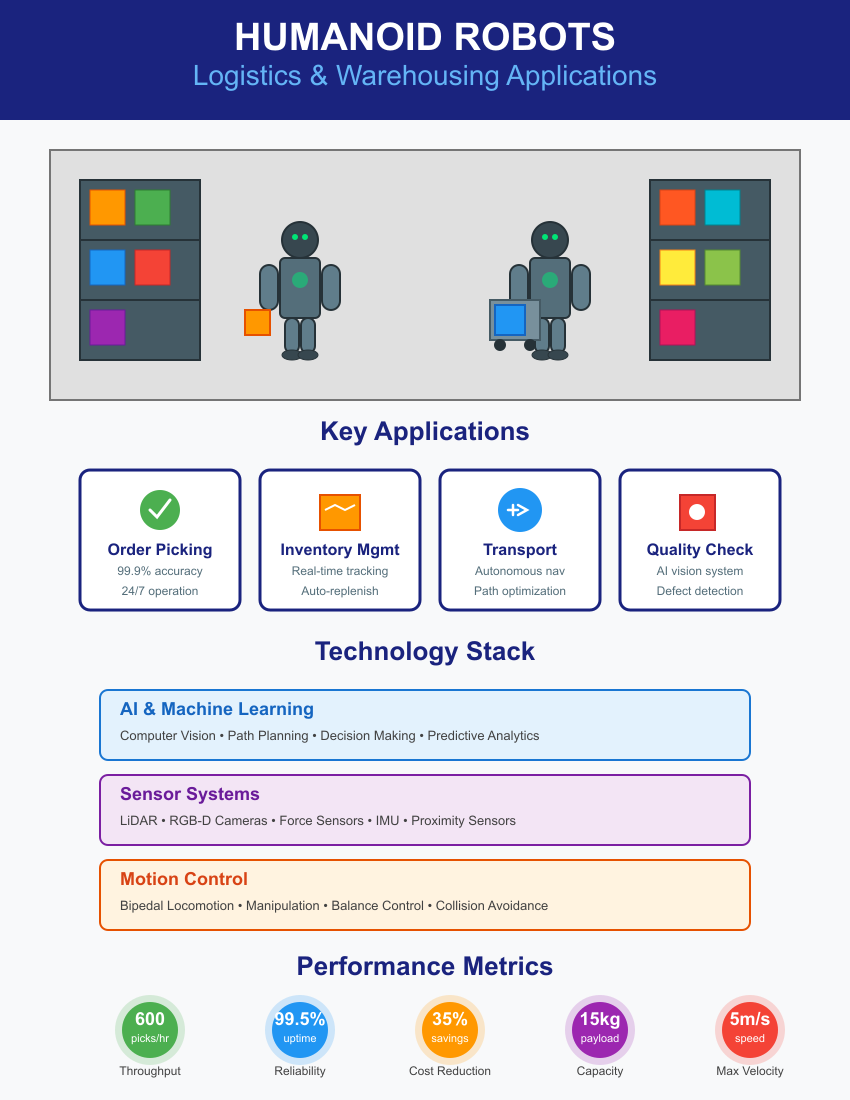 HUMANOID ROBOTS
Logistics & Warehousing Applications
Key Applications
Order Picking
99.9% accuracy
24/7 operation
Inventory Mgmt
Real-time tracking
Auto-replenish
Transport
Autonomous nav
Path optimization
Quality Check
AI vision system
Defect detection
Technology Stack
AI & Machine Learning
Computer Vision • Path Planning • Decision Making • Predictive Analytics
Sensor Systems
LiDAR • RGB-D Cameras • Force Sensors • IMU • Proximity Sensors
Motion Control
Bipedal Locomotion • Manipulation • Balance Control • Collision Avoidance
Performance Metrics
600
picks/hr
Throughput
99.5%
uptime
Reliability
35%
savings
Cost Reduction
15kg
payload
Capacity
5m/s
speed
Max Velocity